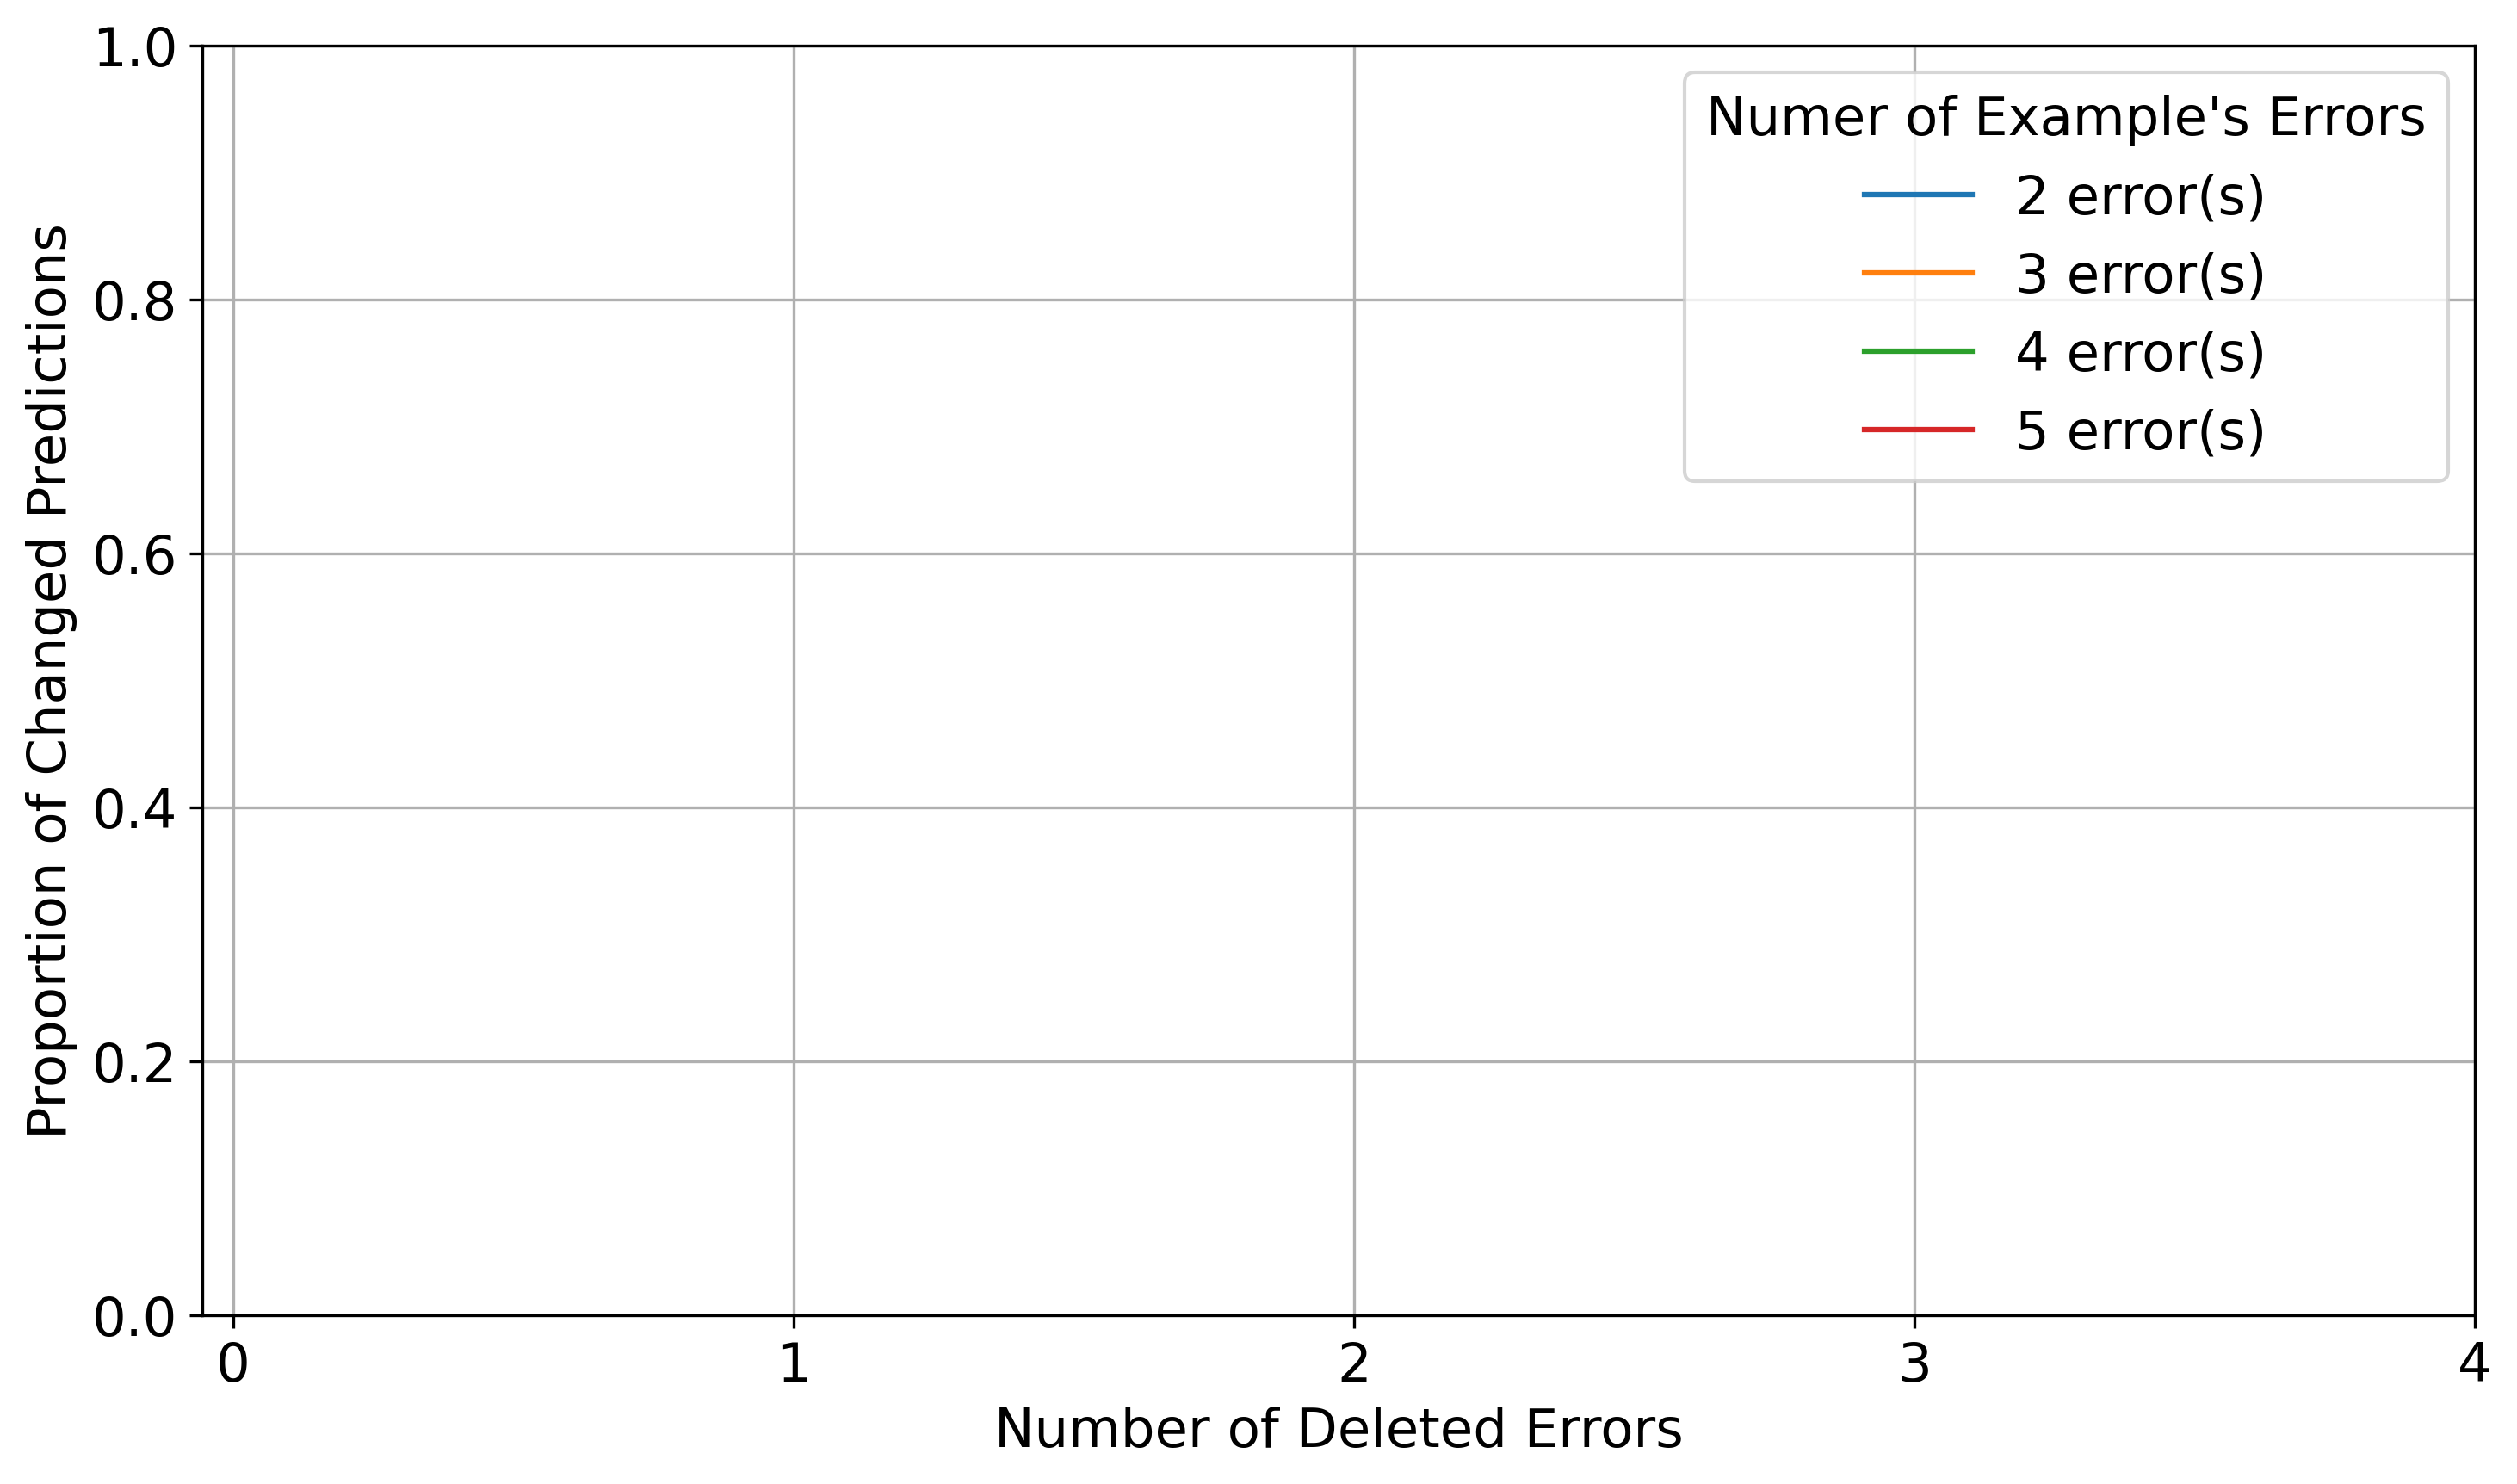 1.0
0.8
0.6
0.4
0.2
0.0
Proportion of Changed Predictions
Numer of Example's Errors
2 error(s)
3 error(s)
4 error(s)
5 error(s)
0 1 2 3 4
Number of Deleted Errors